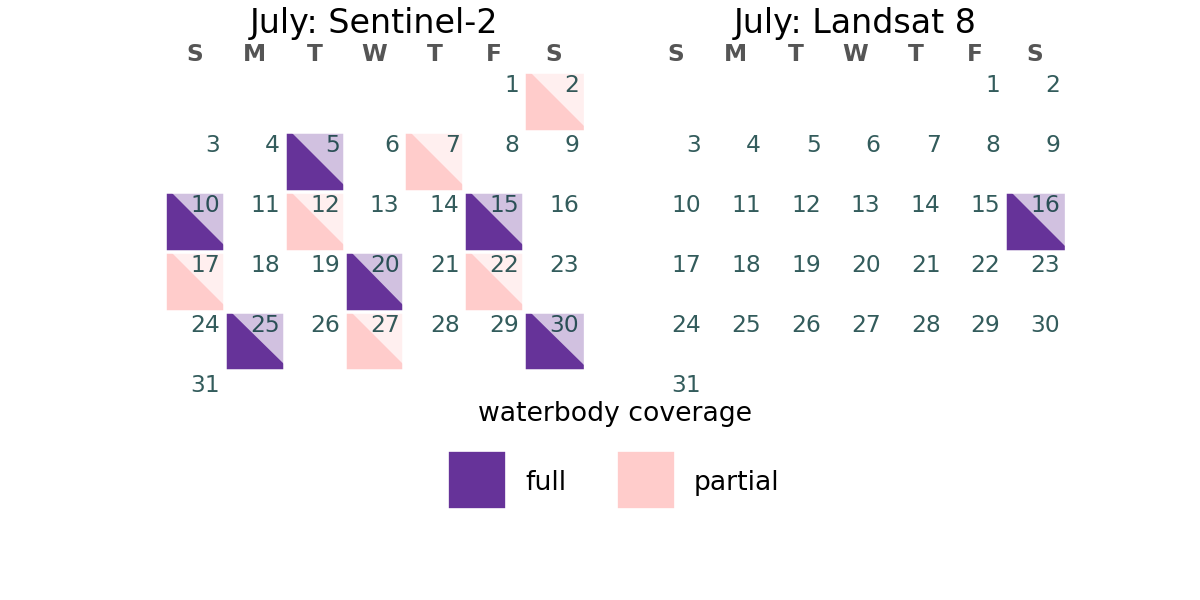 July: Sentinel-2
S M T W T F S
1 2
3 4 5 6 7 8 9
10 11 12 13 14 15 16
17 18 19 20 21 22 23
24 25 26 27 28 29 30
31
July: Landsat 8
S M T W T F S
1 2
3 4 5 6 7 8 9
10 11 12 13 14 15 16
17 18 19 20 21 22 23
24 25 26 27 28 29 30
31
waterbody coverage
full
partial